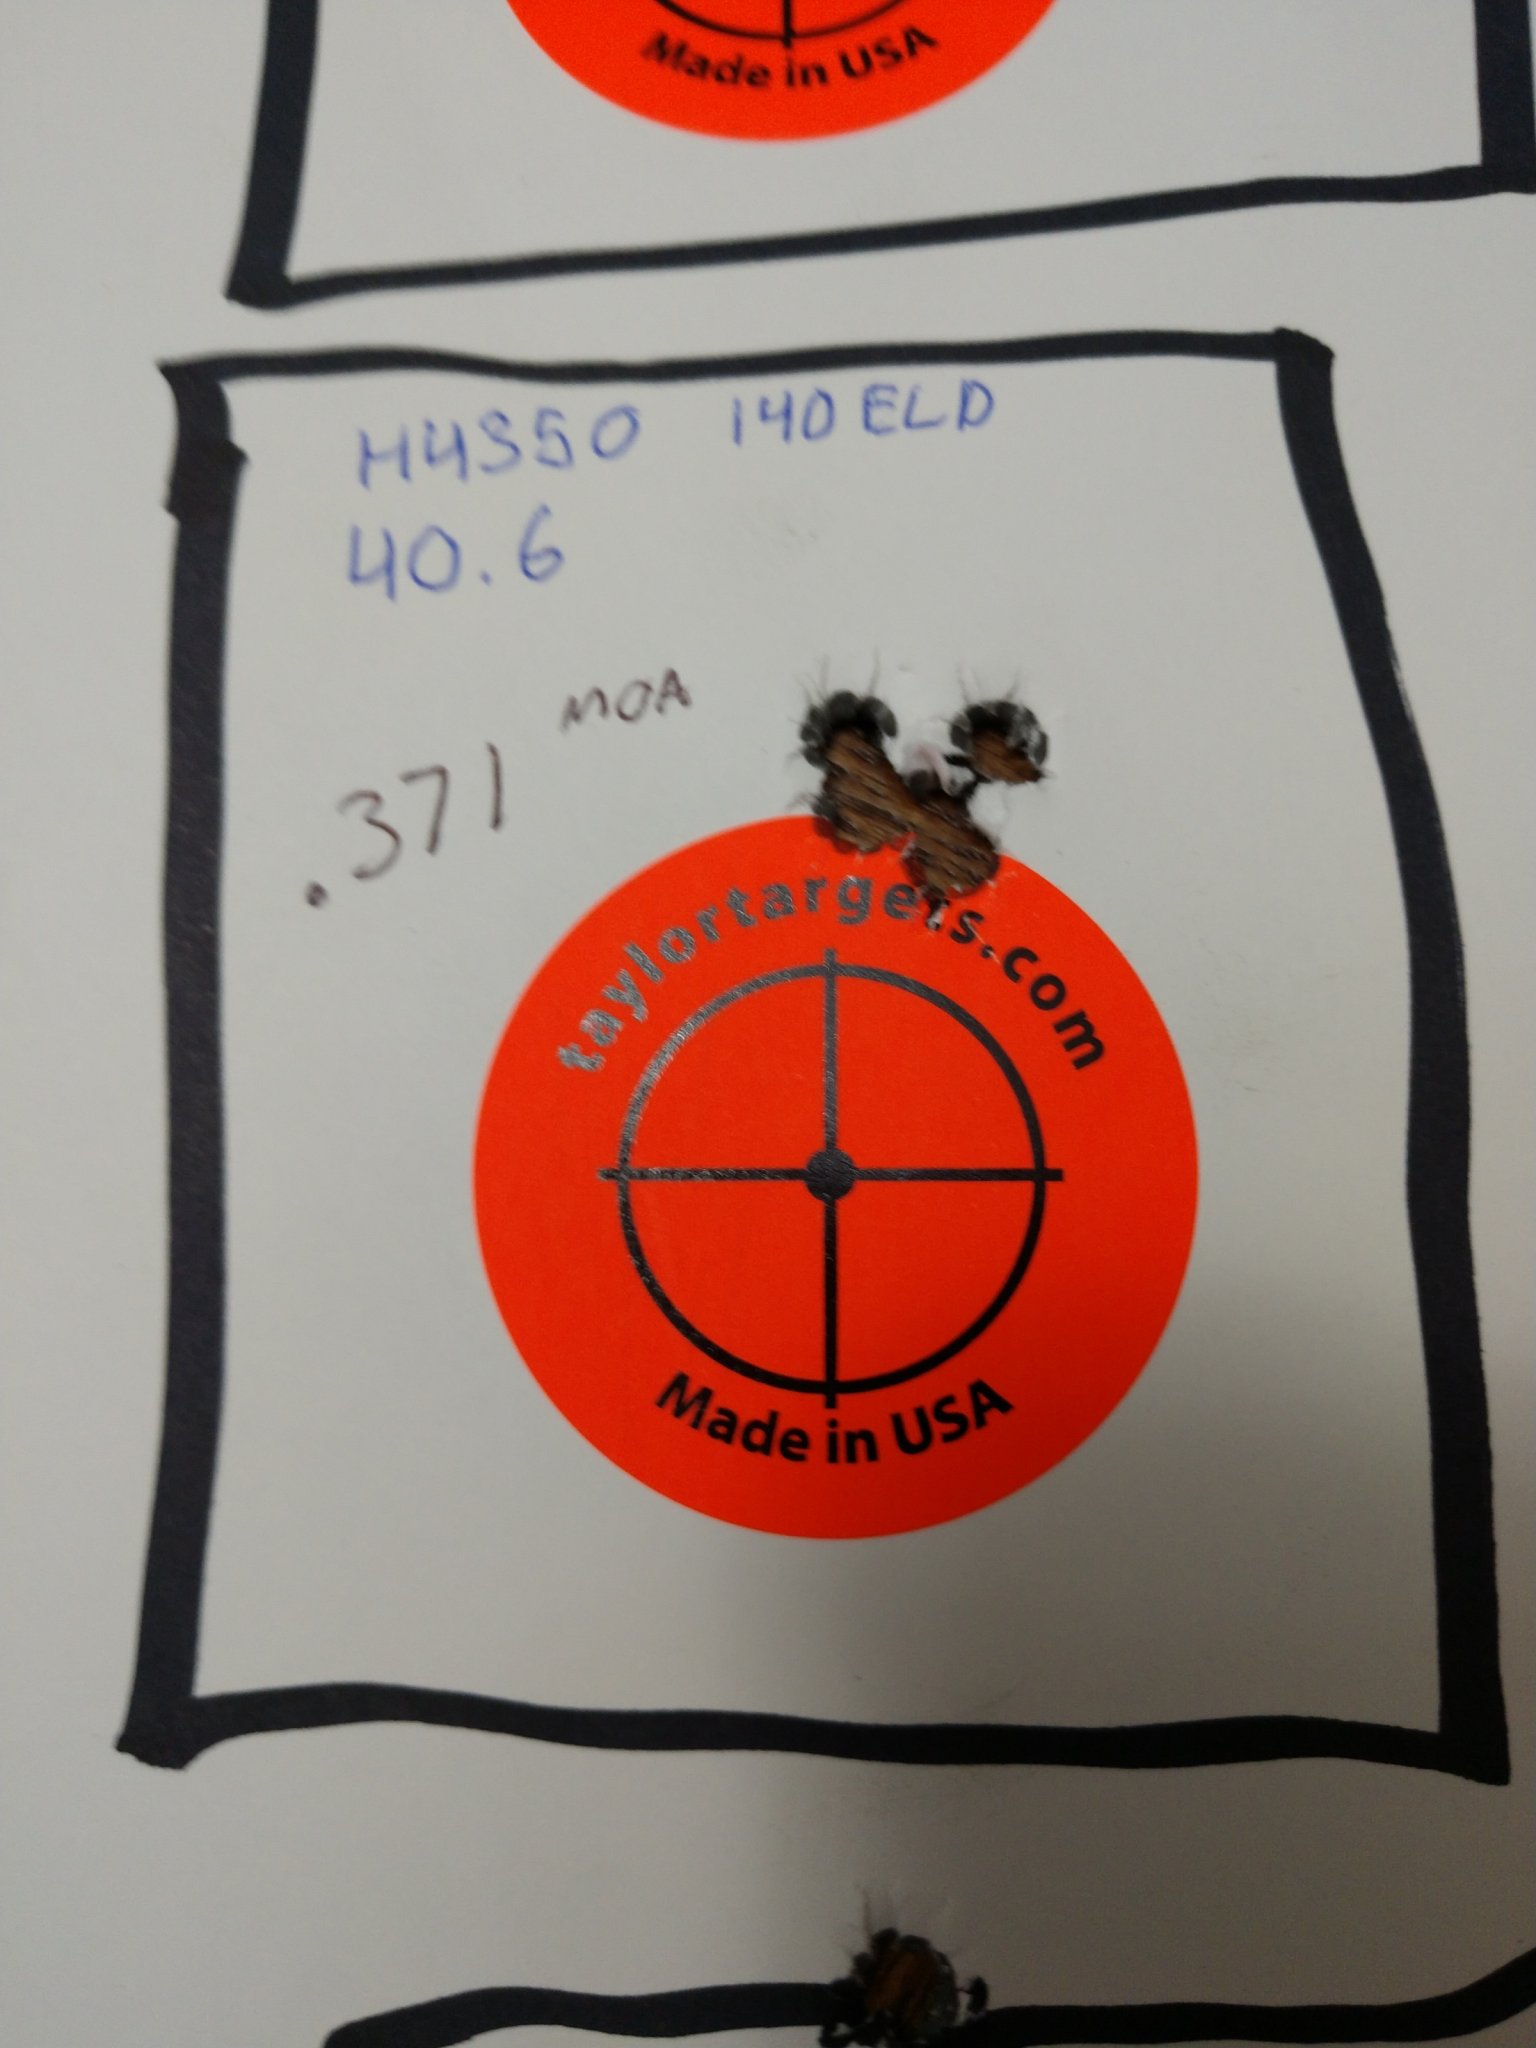 Made in USA
H4350 140 ELD
40.6
.371 MOA
taylortargets.com
Made in USA